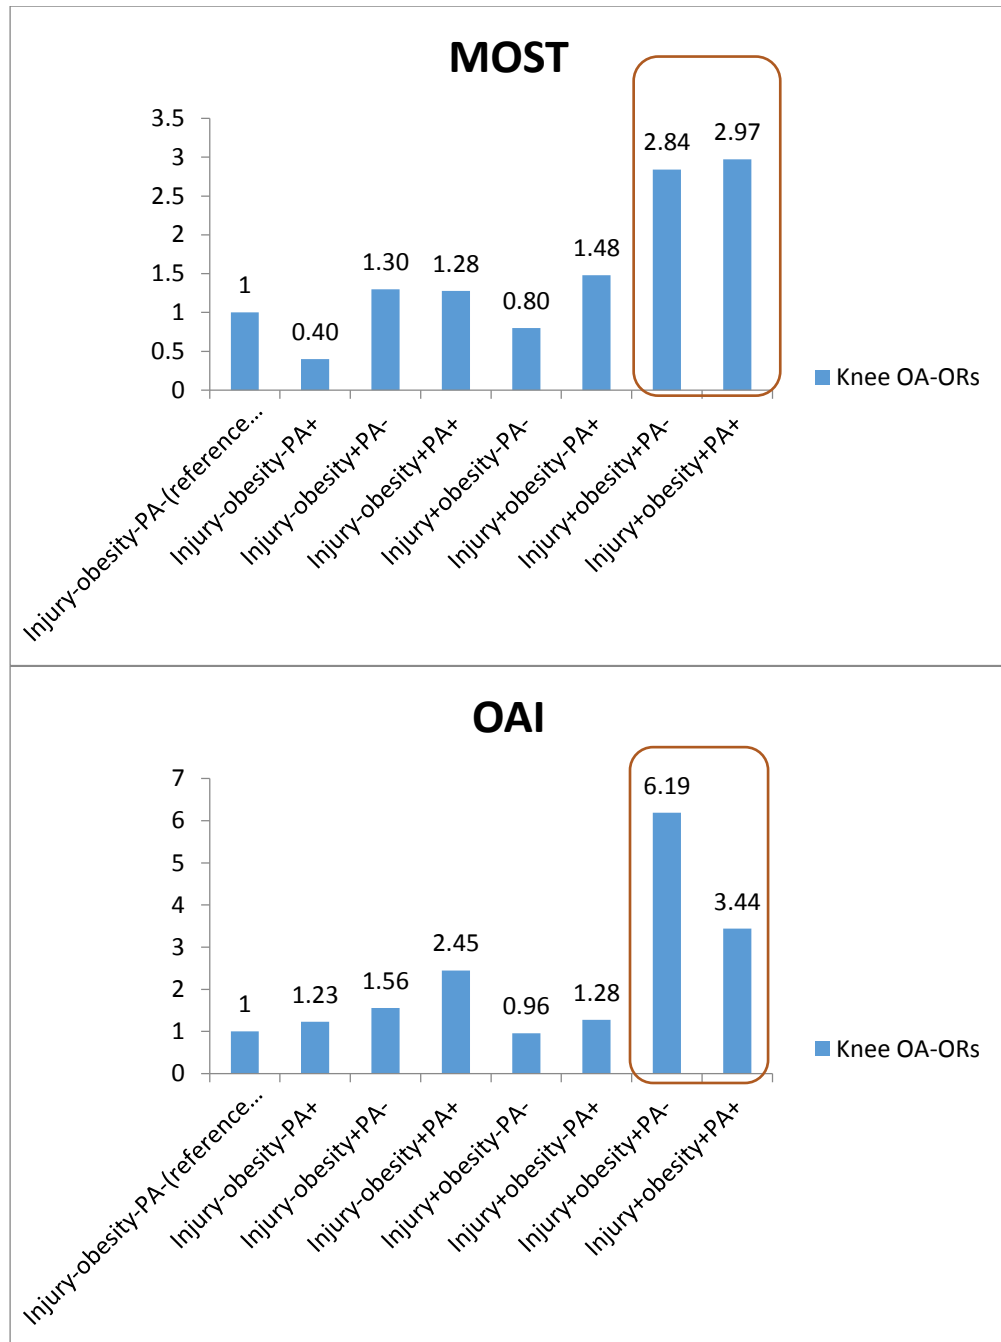 MOST
3.5
3
2.5
2
1.5
1
0.5
0
1
0.40
1.30
1.28
0.80
1.48
2.84
2.97
Injury-obesity-PA-(reference...
Injury-obesity-PA+
Injury-obesity+PA-
Injury-obesity+PA+
Injury+obesity-PA-
Injury+obesity-PA+
Injury+obesity+PA-
Injury+obesity+PA+
Knee OA-ORs
OAI
7
6
5
4
3
2
1
0
1
1.23
1.56
2.45
0.96
1.28
6.19
3.44
Injury-obesity-PA-(reference...
Injury-obesity-PA+
Injury-obesity+PA-
Injury-obesity+PA+
Injury+obesity-PA-
Injury+obesity-PA+
Injury+obesity+PA-
Injury+obesity+PA+
Knee OA-ORs